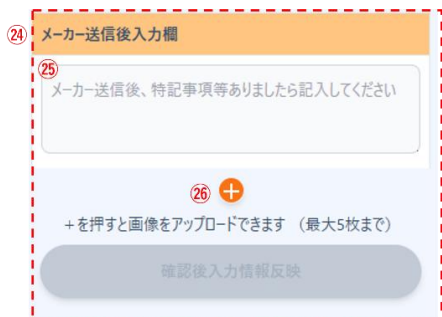 ㉔ メーカー送信後入力欄
㉕
メーカー送信後、特記事項等ありましたら記入してください
㉖ +
+を押すと画像をアップロードできます （最大5枚まで）
確認後入力情報反映